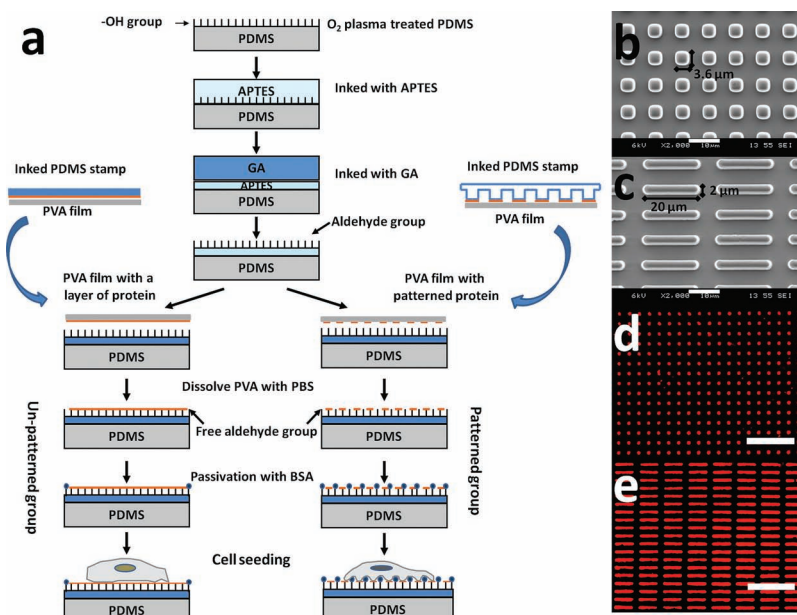 a
-OH group
O₂ plasma treated PDMS
PDMS
APTES
Inked with APTES
PDMS
GA
Inked with GA
APTES
PDMS
Inked PDMS stamp
PVA film
Inked PDMS stamp
PVA film
Aldehyde group
PDMS
PVA film with a
layer of protein
PVA film with
patterned protein
PDMS
PDMS
Dissolve PVA with PBS
Un-patterned group
Patterned group
Free aldehyde group
PDMS
PDMS
Passivation with BSA
PDMS
PDMS
Cell seeding
PDMS
PDMS
b
3.6 µm
6kV X2,000 10µm 13 55 SEI
c
2 µm
20 µm
6kV X2,000 10µm 13 55 SEI
d
e